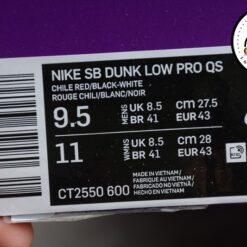 NIKE SB DUNK LOW PRO QS
CHILE RED/BLACK-WHITE
ROUGE CHILI/BLANC/NOIR
9.5 MENS UK 8.5 CM 27.5
BR 41 EUR 43
11 WMNS UK 8.5 CM 28
BR 41 EUR 43
CT2550 600
MADE IN VIETNAM /
FABRIQUE AU VIETNAM /
FABRICADO NO VIETNÃ /
HECHO EN VIETNAM